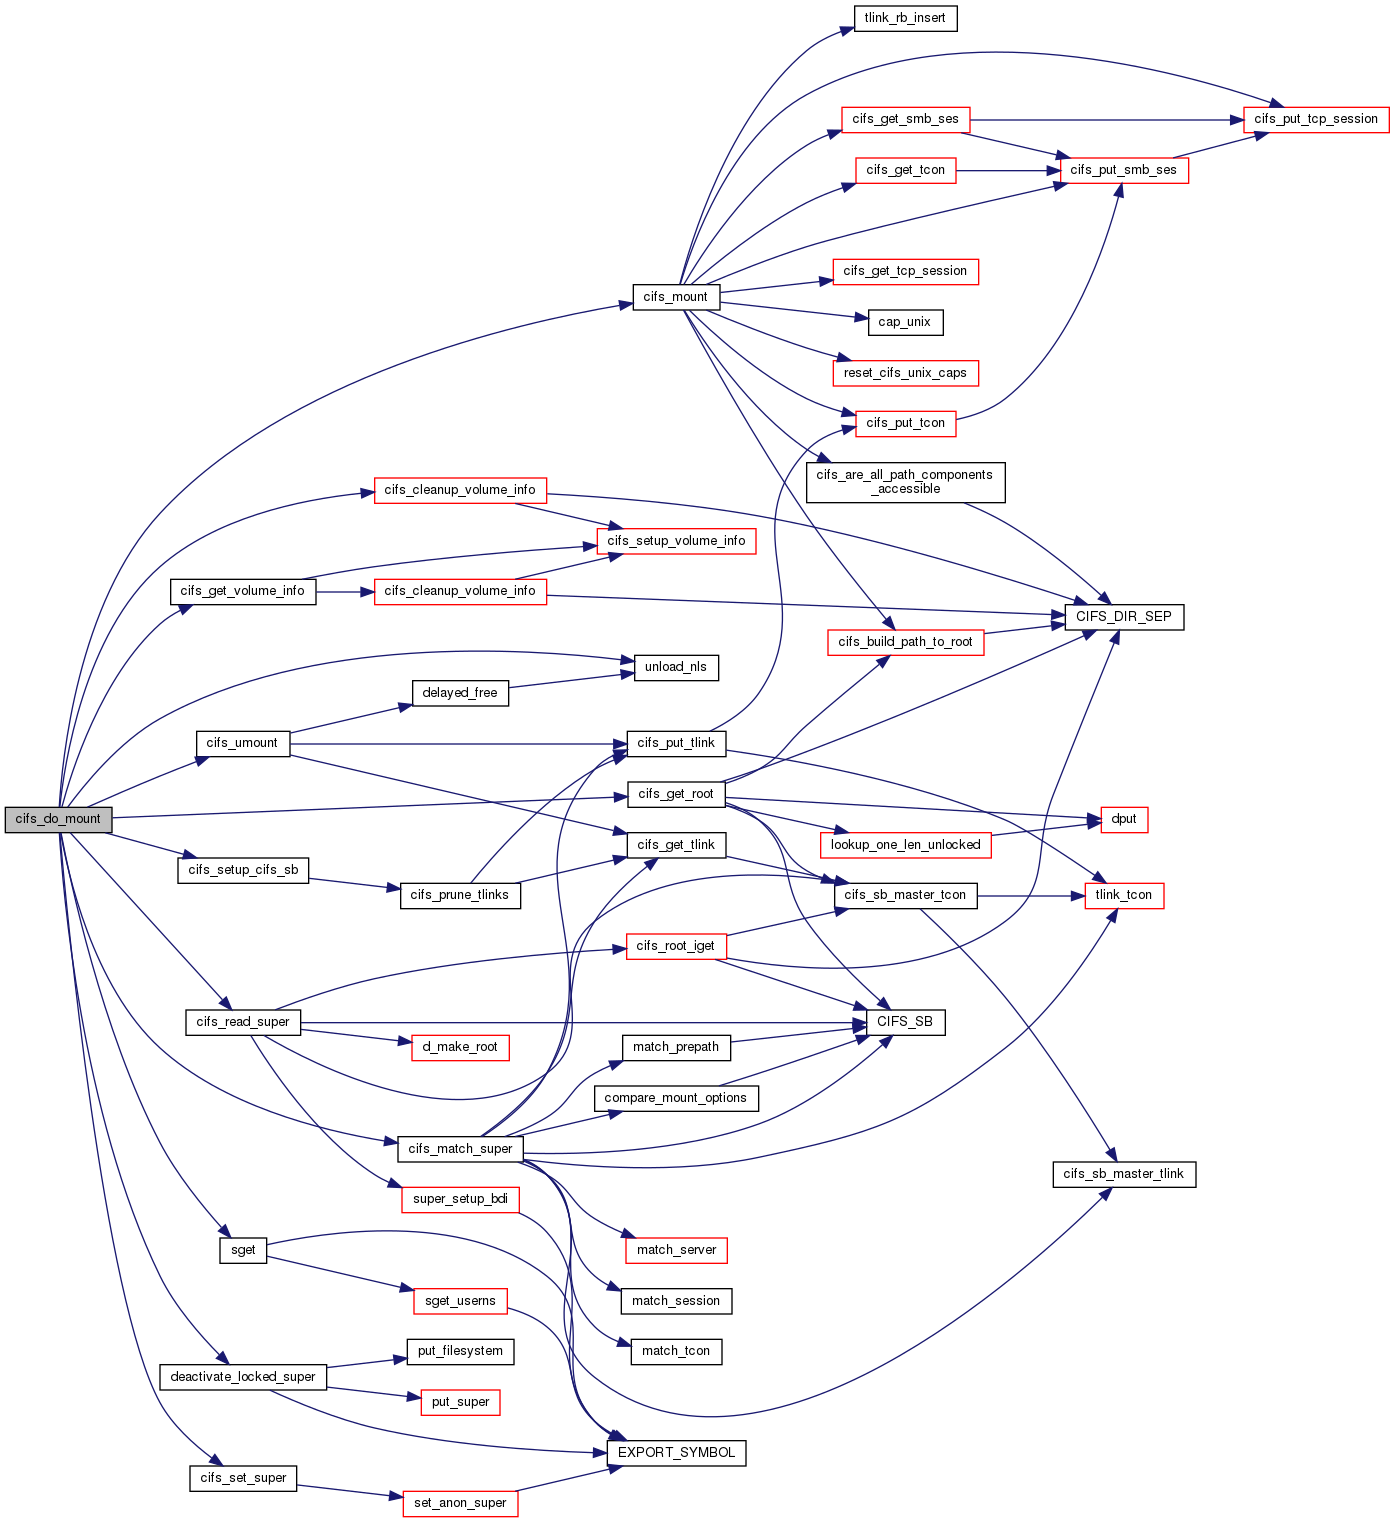 tlink_rb_insert
cifs_get_smb_ses
cifs_put_tcp_session
cifs_get_tcon
cifs_put_smb_ses
cifs_get_tcp_session
cifs_mount
cap_unix
reset_cifs_unix_caps
cifs_put_tcon
cifs_are_all_path_components
_accessible
cifs_cleanup_volume_info
cifs_setup_volume_info
cifs_get_volume_info
cifs_cleanup_volume_info
CIFS_DIR_SEP
cifs_build_path_to_root
unload_nls
delayed_free
cifs_umount
cifs_put_tlink
cifs_get_root
cifs_do_mount
dput
lookup_one_len_unlocked
cifs_get_tlink
cifs_setup_cifs_sb
cifs_prune_tlinks
cifs_sb_master_tcon
tlink_tcon
cifs_root_iget
cifs_read_super
CIFS_SB
d_make_root
match_prepath
compare_mount_options
cifs_match_super
cifs_sb_master_tlink
super_setup_bdi
sget
match_server
sget_userns
match_session
put_filesystem
match_tcon
deactivate_locked_super
put_super
EXPORT_SYMBOL
cifs_set_super
set_anon_super